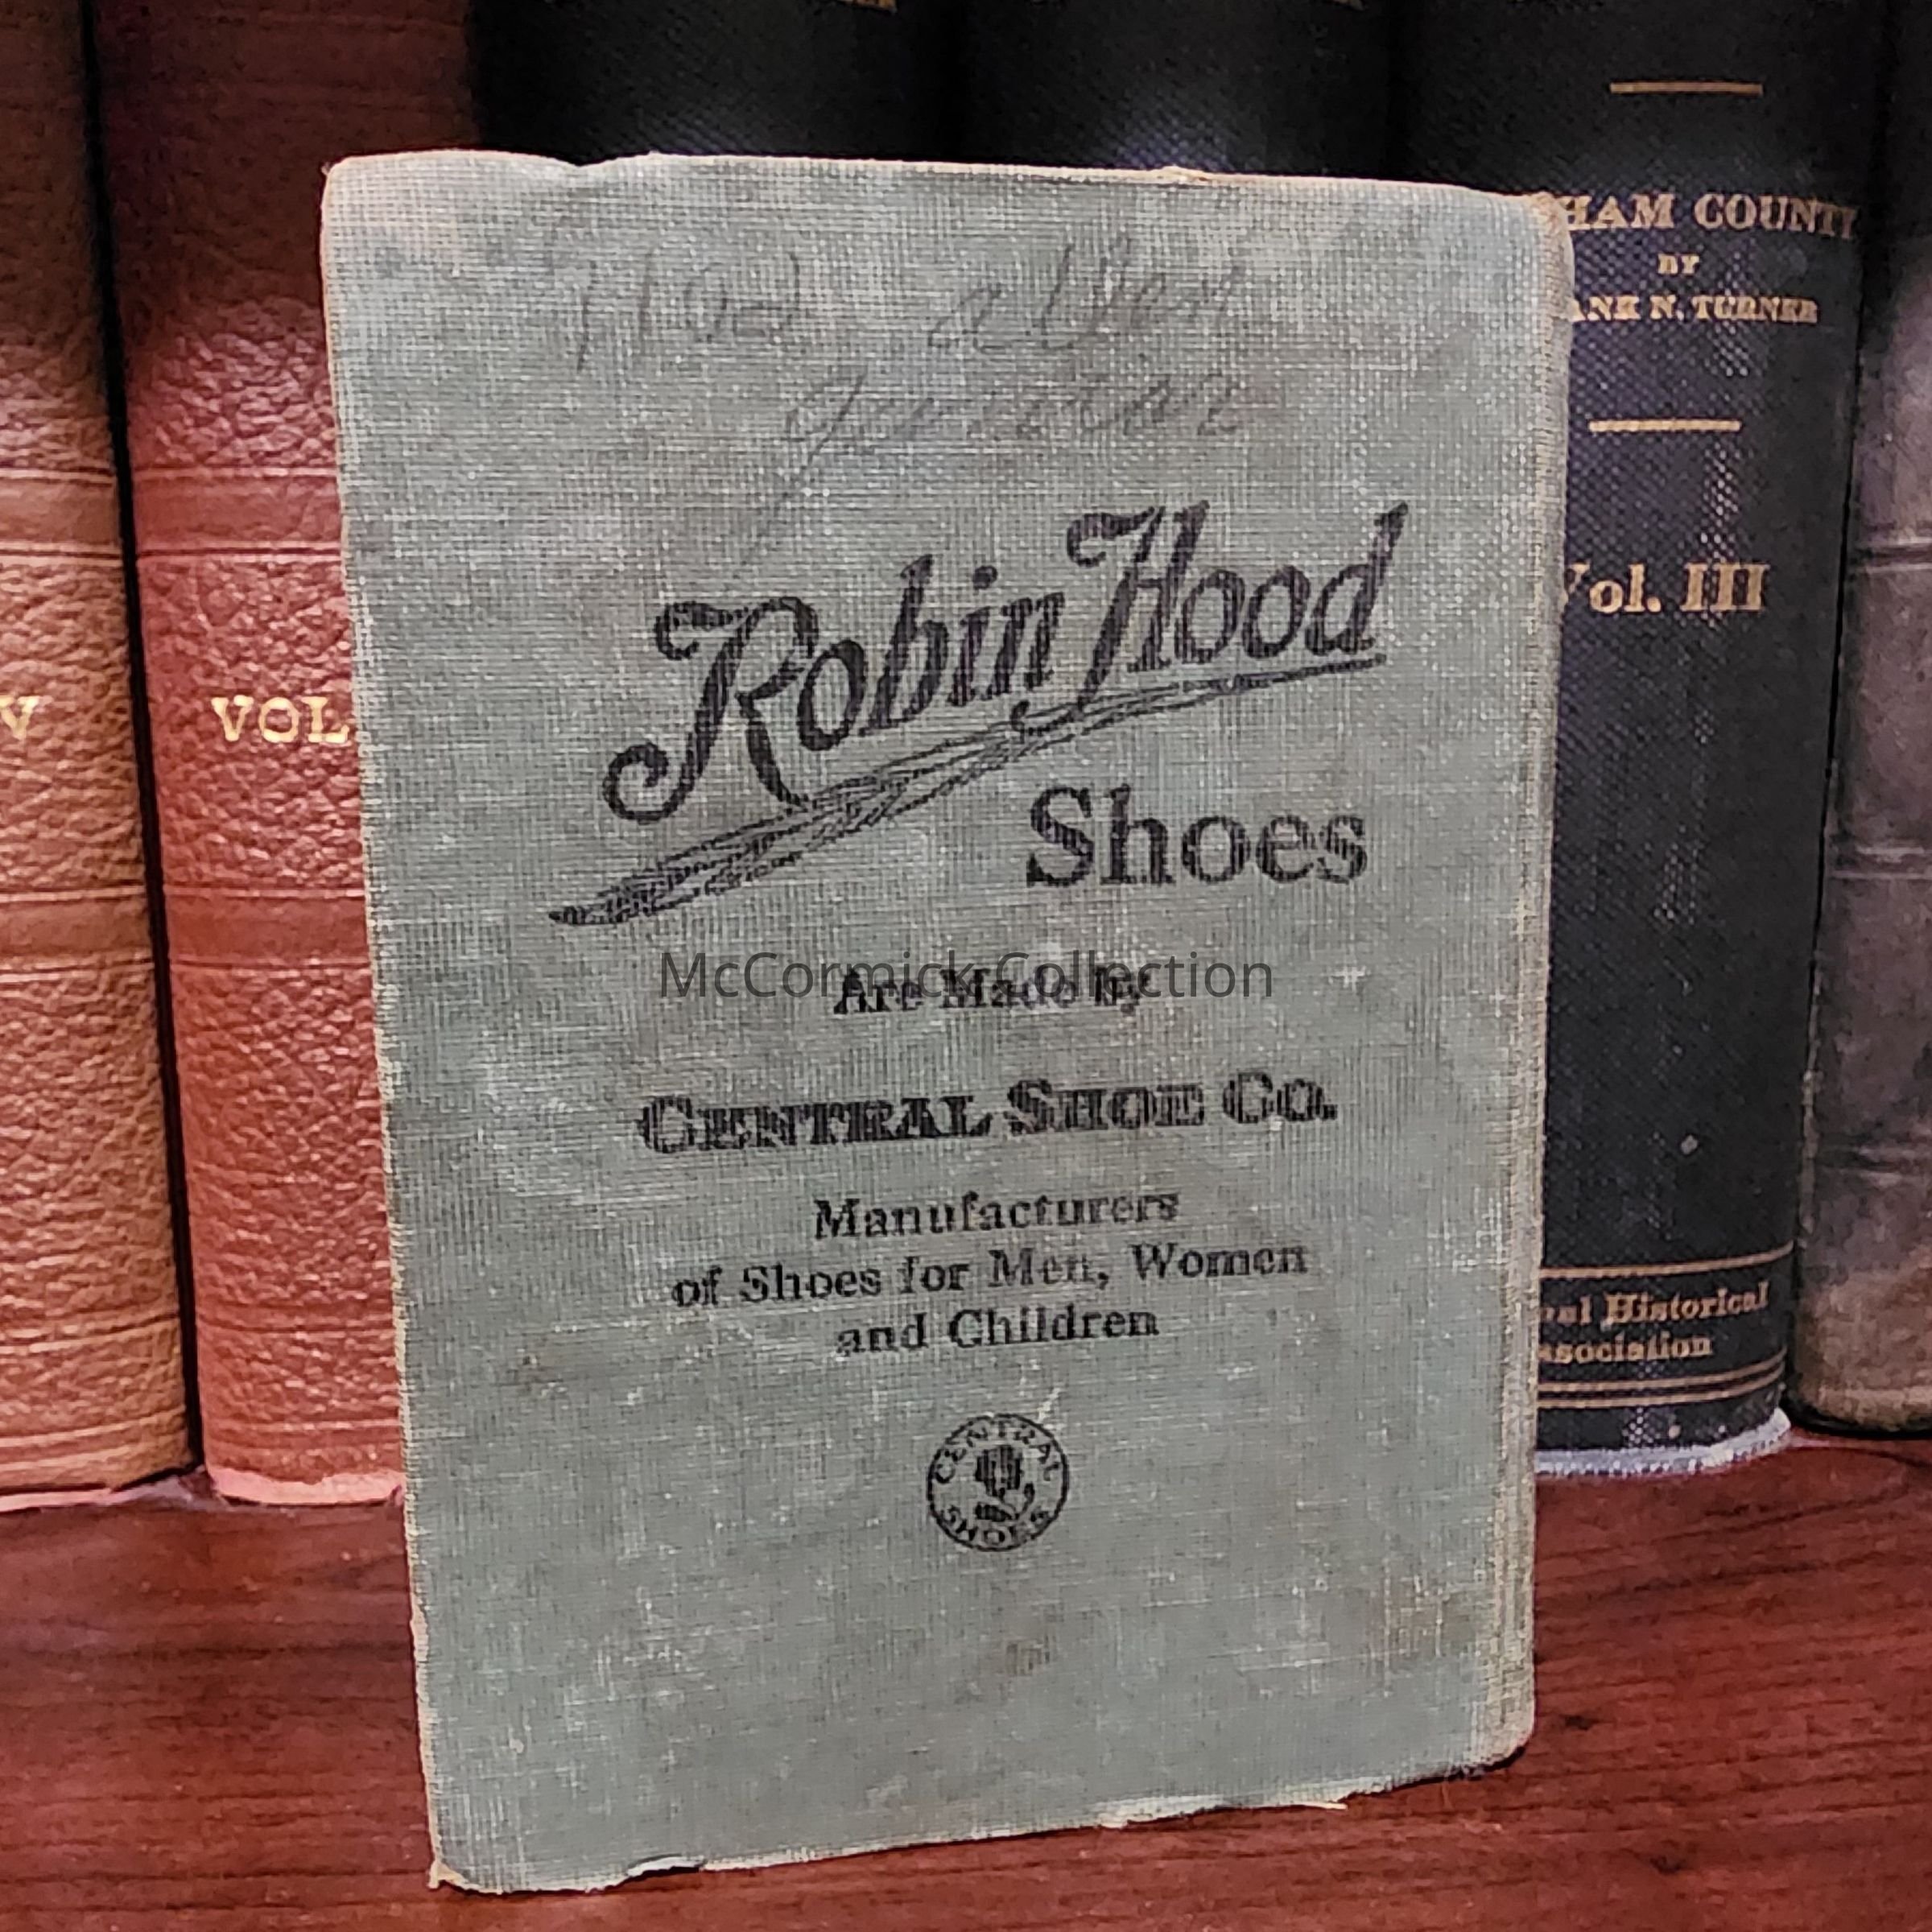 Robin Hood
Shoes
Are Made by
McCormick Collection
CENTRAL SHOE CO.
Manufacturers
of Shoes for Men, Women
and Children
CENTRAL
SHOES
V
VOL
HAM COUNTY
BY
ANK N. TURNER
Vol. III
al Historical
ssociation